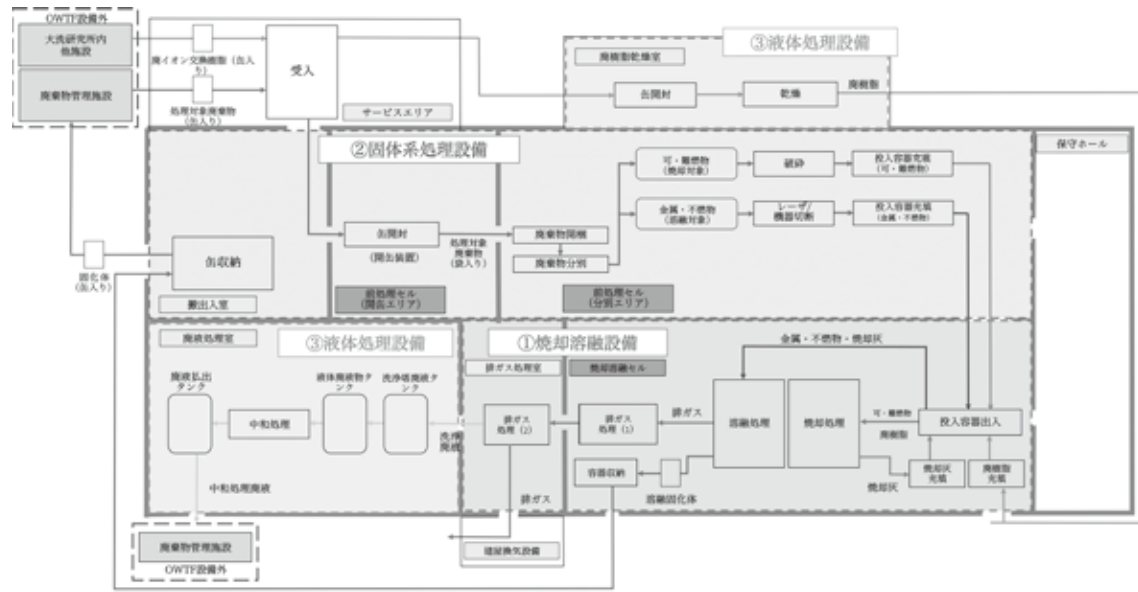 OWTF設備外
大洗研究所内
他施設
廃棄物管理施設
廃イオン交換樹脂（缶入
り）
処理対象廃棄物
（缶入り）
受入
サービスエリア
③液体処理設備
廃樹脂乾燥室
缶開封
乾燥
廃樹脂
保守ホール
②固体系処理設備
可・難燃物
（焼却対象）
破砕
投入容器充填
（可・難燃物）
金属・不燃物
（溶融対象）
レーザ/
機器切断
投入容器充填
（金属・不燃物）
缶開封
（開缶装置）
処理対象
廃棄物
（袋入り）
廃棄物開梱
廃棄物分別
缶収納
固化体
（缶入り）
搬出入室
前処理セル
（開缶エリア）
前処理セル
（分別エリア）
廃液処理室
③液体処理設備
①焼却溶融設備
排ガス処理室
焼却溶融セル
金属・不燃物・焼却灰
廃液払出
タンク
中和処理
液体廃液物タ
ンク
洗浄塔廃液タ
ンク
洗浄
廃液
排ガス
処理（2）
排ガス
処理（1）
排ガス
溶融処理
焼却処理
可・難燃物
廃樹脂
投入容器出入
容器収納
溶融固化体
焼却灰
焼却灰
充填
廃樹脂
充填
中和処理廃液
排ガス
廃棄物管理施設
OWTF設備外
建屋換気設備